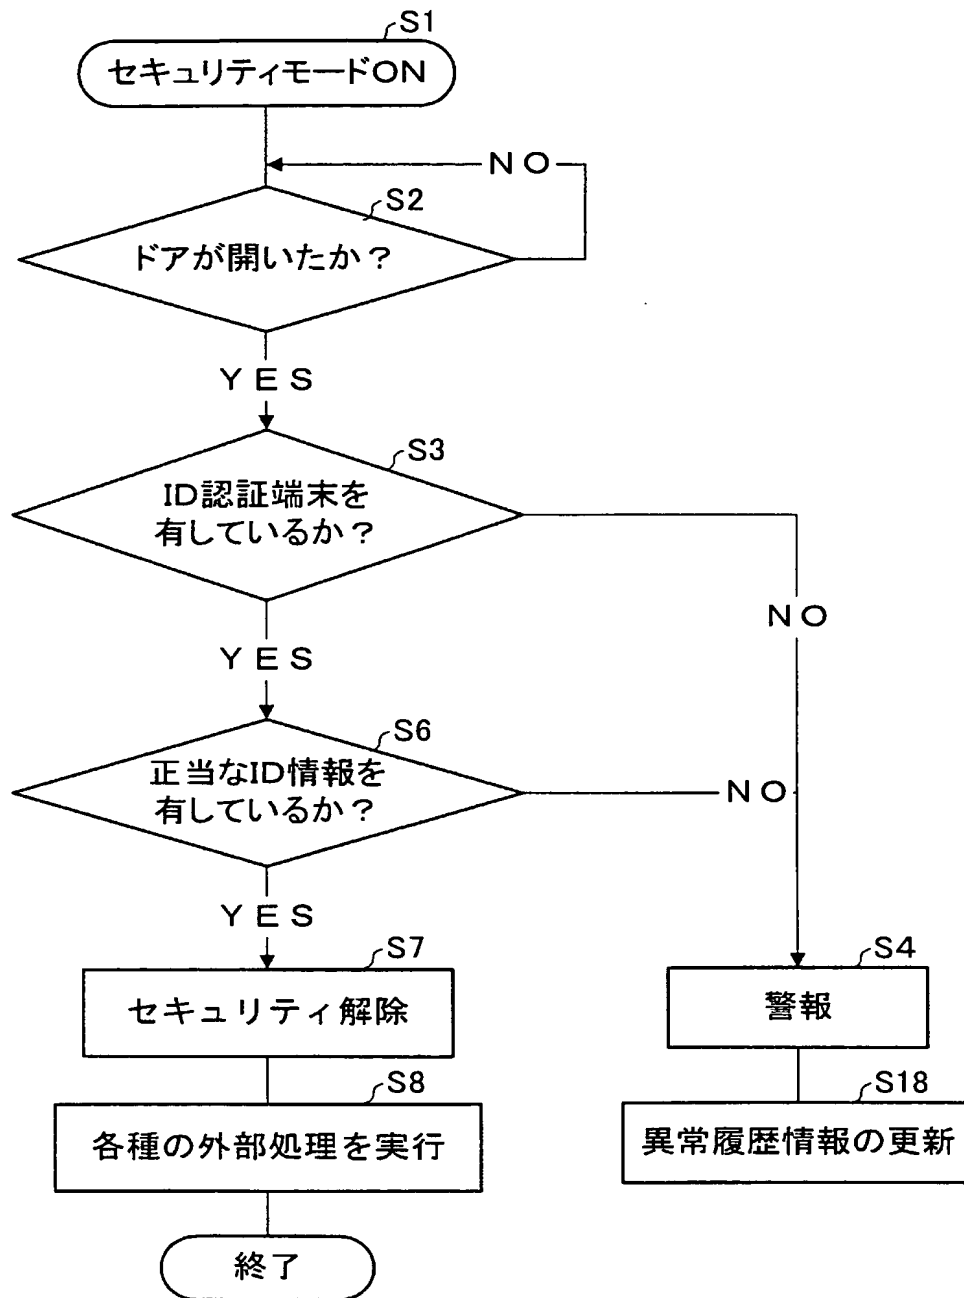 S1
セキュリティモードON
NO
S2
ドアが開いたか？
YES
S3
ID認証端末を
有しているか？
NO
YES
S6
正当なID情報を
有しているか？
NO
YES
S7
セキュリティ解除
S4
警報
S8
各種の外部処理を実行
S18
異常履歴情報の更新
終了